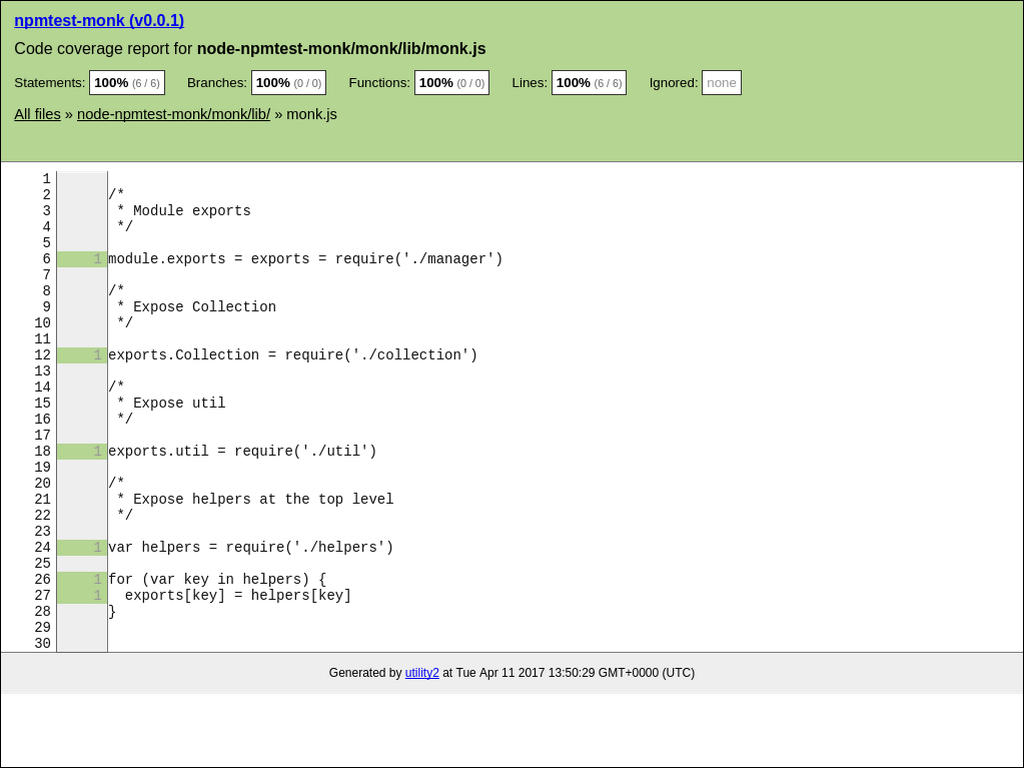 npmtest-monk (v0.0.1)
Code coverage report for node-npmtest-monk/monk/lib/monk.js
Statements: 100% (6 / 6) Branches: 100% (0 / 0) Functions: 100% (0 / 0) Lines: 100% (6 / 6) Ignored: none
All files » node-npmtest-monk/monk/lib/ » monk.js
1
2 /*
3  * Module exports
4  */
5
6 1 module.exports = exports = require('./manager')
7
8 /*
9  * Expose Collection
10  */
11
12 1 exports.Collection = require('./collection')
13
14 /*
15  * Expose util
16  */
17
18 1 exports.util = require('./util')
19
20 /*
21  * Expose helpers at the top level
22  */
23
24 1 var helpers = require('./helpers')
25
26 1 for (var key in helpers) {
27 1   exports[key] = helpers[key]
28 }
29
30
Generated by utility2 at Tue Apr 11 2017 13:50:29 GMT+0000 (UTC)